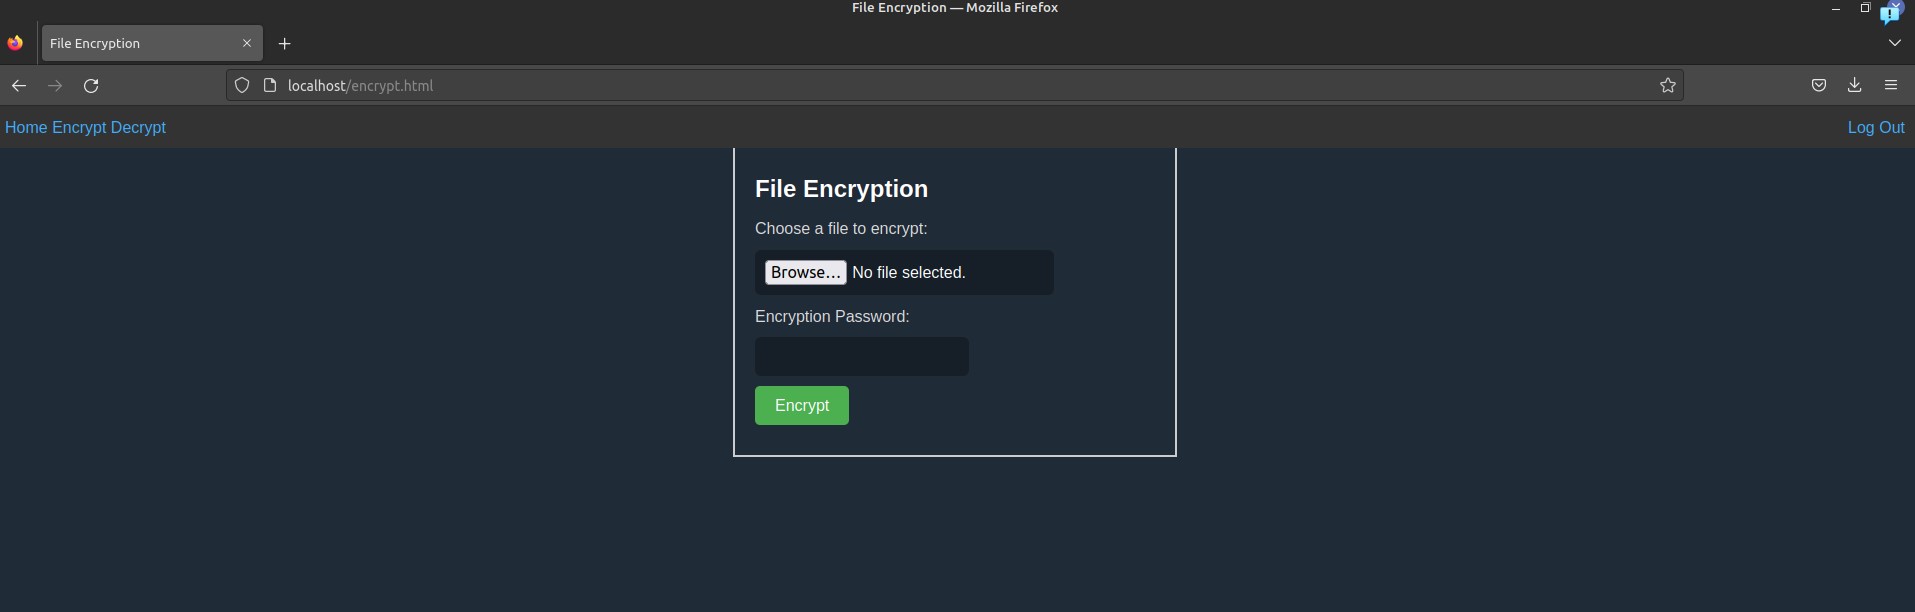 File Encryption — Mozilla Firefox
File Encryption
localhost/encrypt.html
Home Encrypt Decrypt
Log Out
File Encryption
Choose a file to encrypt:
Browse... No file selected.
Encryption Password:
Encrypt